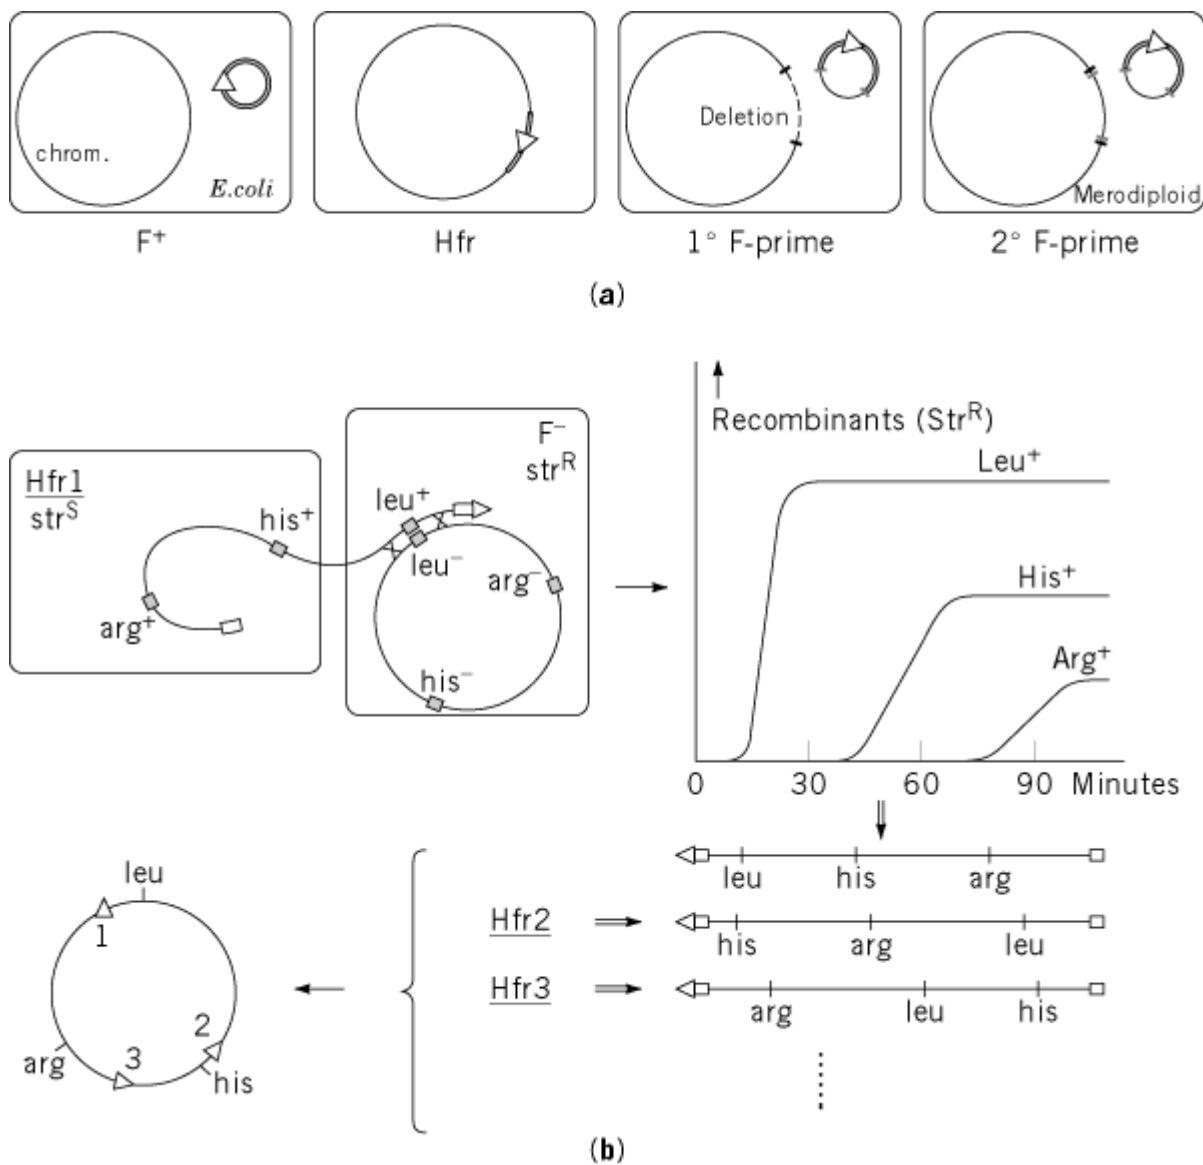 chrom.
E.coli
F⁺
Hfr
Deletion
1° F-prime
Merodiploid
2° F-prime
(a)
Hfr1
strˢ
his⁺
arg⁺
F⁻
strᴿ
leu⁺
leu⁻
arg⁻
his⁻
Recombinants (Strᴿ)
Leu⁺
His⁺
Arg⁺
0 30 60 90 Minutes
leu his arg
Hfr2
his arg leu
Hfr3
arg leu his
leu
1
2
3
arg
his
(b)